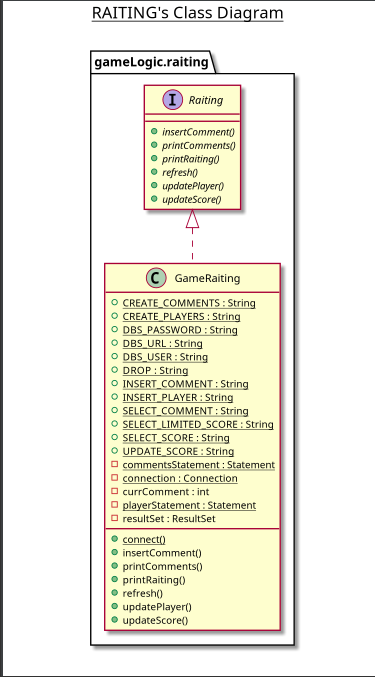 RAITING's Class Diagram
gameLogic.raiting
I Raiting
insertComment()
printComments()
printRaiting()
refresh()
updatePlayer()
updateScore()
C GameRaiting
CREATE_COMMENTS : String
CREATE_PLAYERS : String
DBS_PASSWORD : String
DBS_URL : String
DBS_USER : String
DROP : String
INSERT_COMMENT : String
INSERT_PLAYER : String
SELECT_COMMENT : String
SELECT_LIMITED_SCORE : String
SELECT_SCORE : String
UPDATE_SCORE : String
commentsStatement : Statement
connection : Connection
currComment : int
playerStatement : Statement
resultSet : ResultSet
connect()
insertComment()
printComments()
printRaiting()
refresh()
updatePlayer()
updateScore()